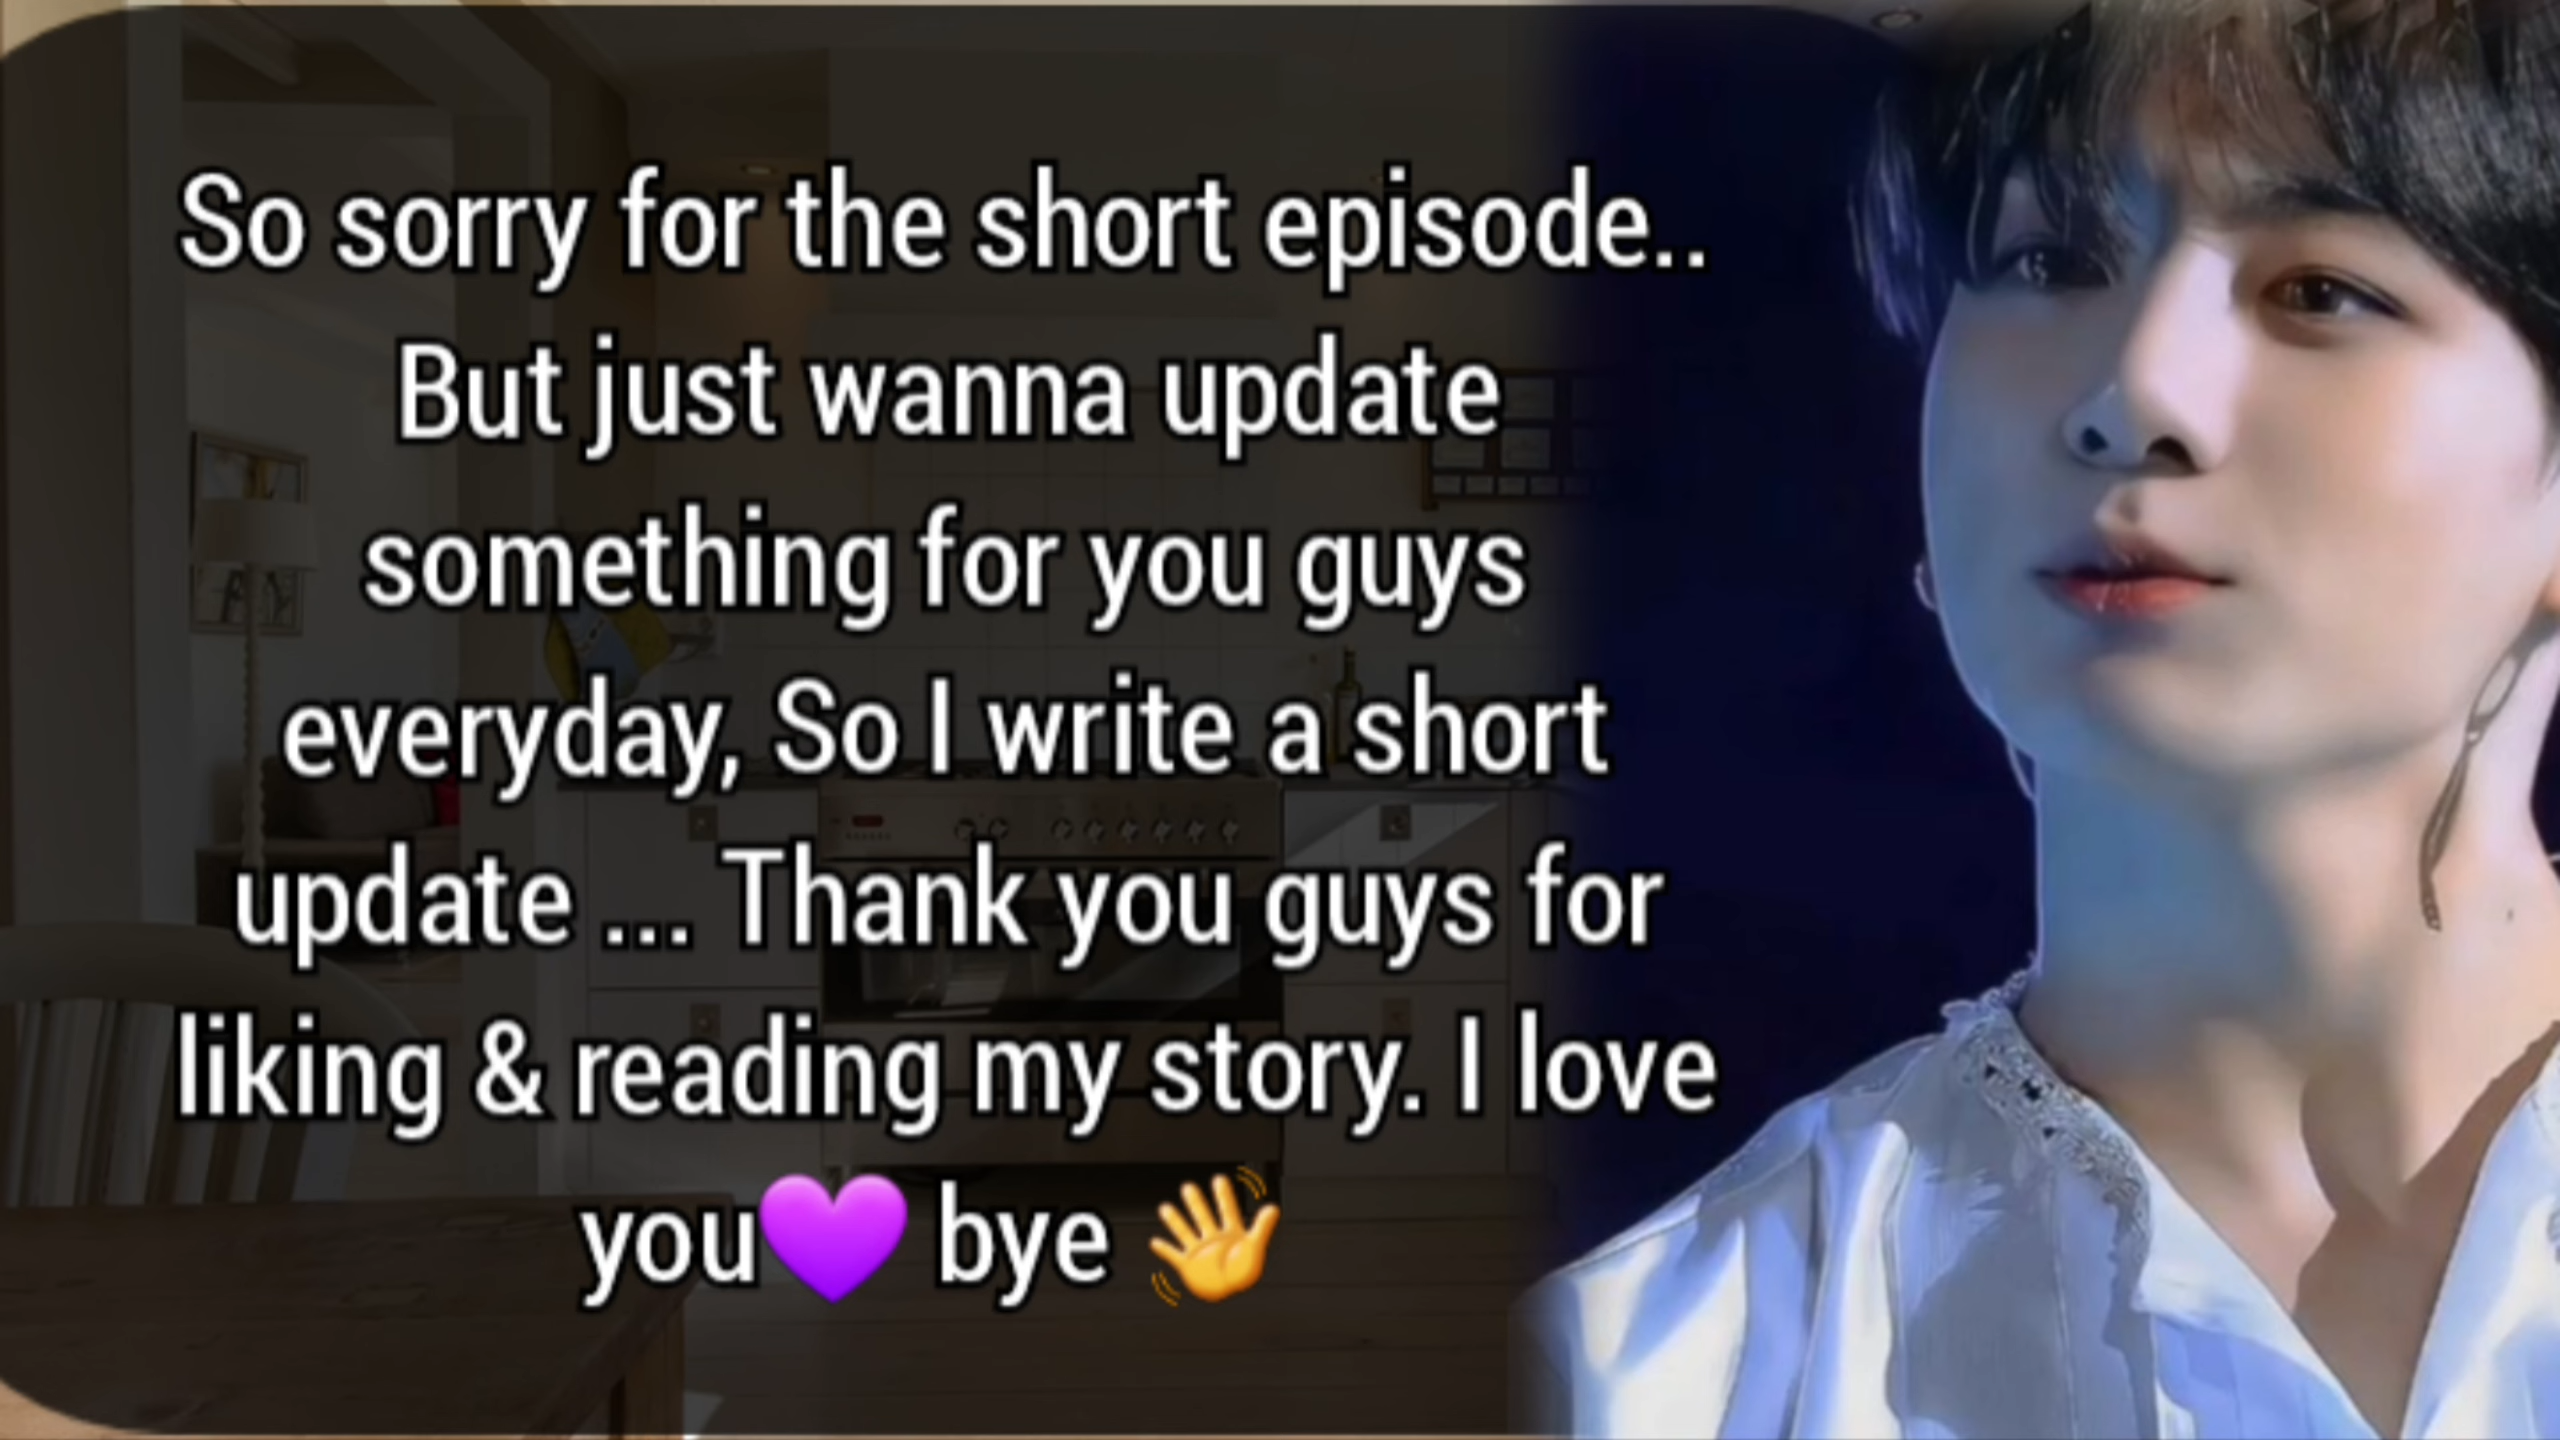 So sorry for the short episode..
But just wanna update
something for you guys
everyday, So I write a short
update ... Thank you guys for
liking & reading my story. I love
you💜 bye 👋